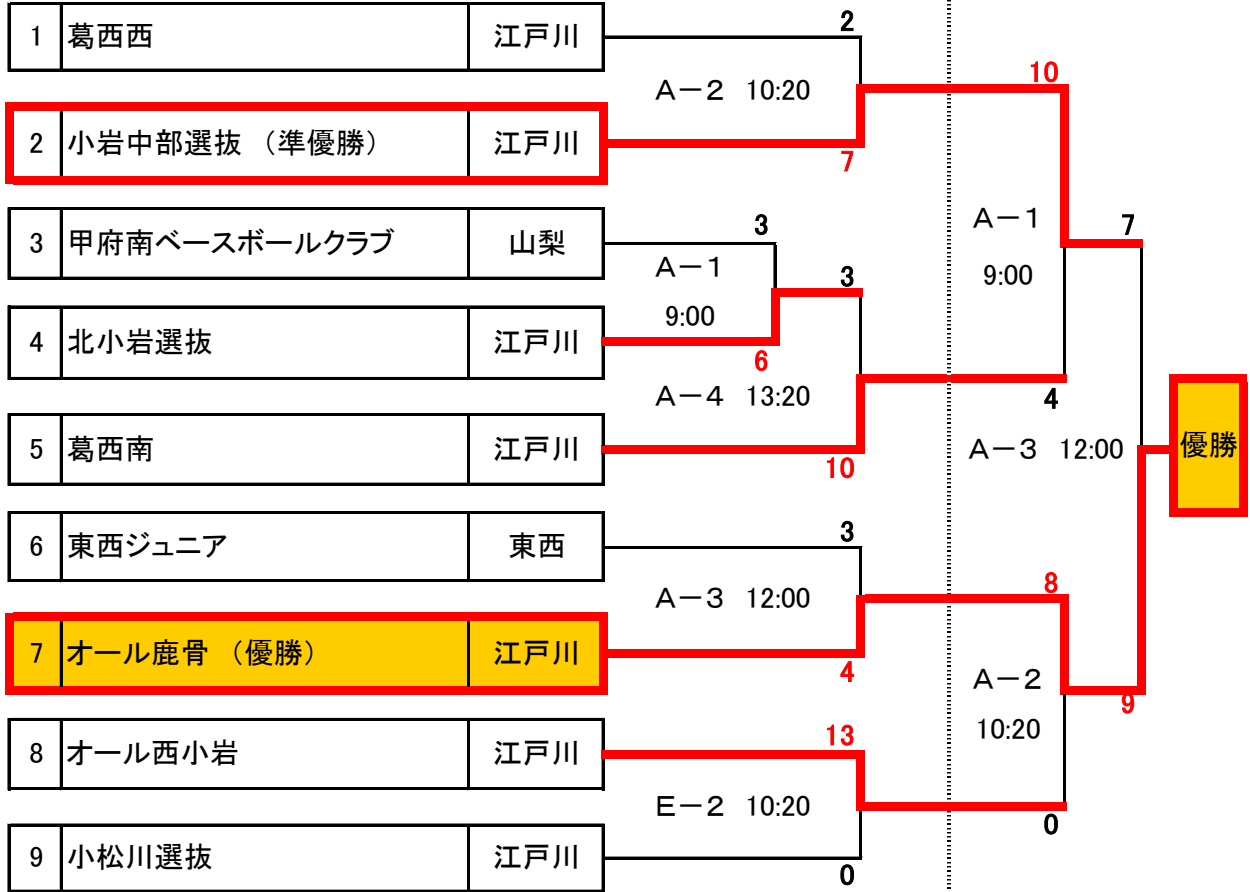 1 葛西西 江戸川 2
10
A－2 10:20
2 小岩中部選抜 （準優勝） 江戸川 7
3 甲府南ベースボールクラブ 山梨 3
A－1 7
A－1 3
9:00
9:00
4 北小岩選抜 江戸川 6
A－4 13:20 4
5 葛西南 江戸川 10
A－3 12:00 優勝
6 東西ジュニア 東西 3
8
A－3 12:00
7 オール鹿骨 （優勝） 江戸川 4
A－2 9
10:20
8 オール西小岩 江戸川 13
E－2 10:20 0
9 小松川選抜 江戸川 0